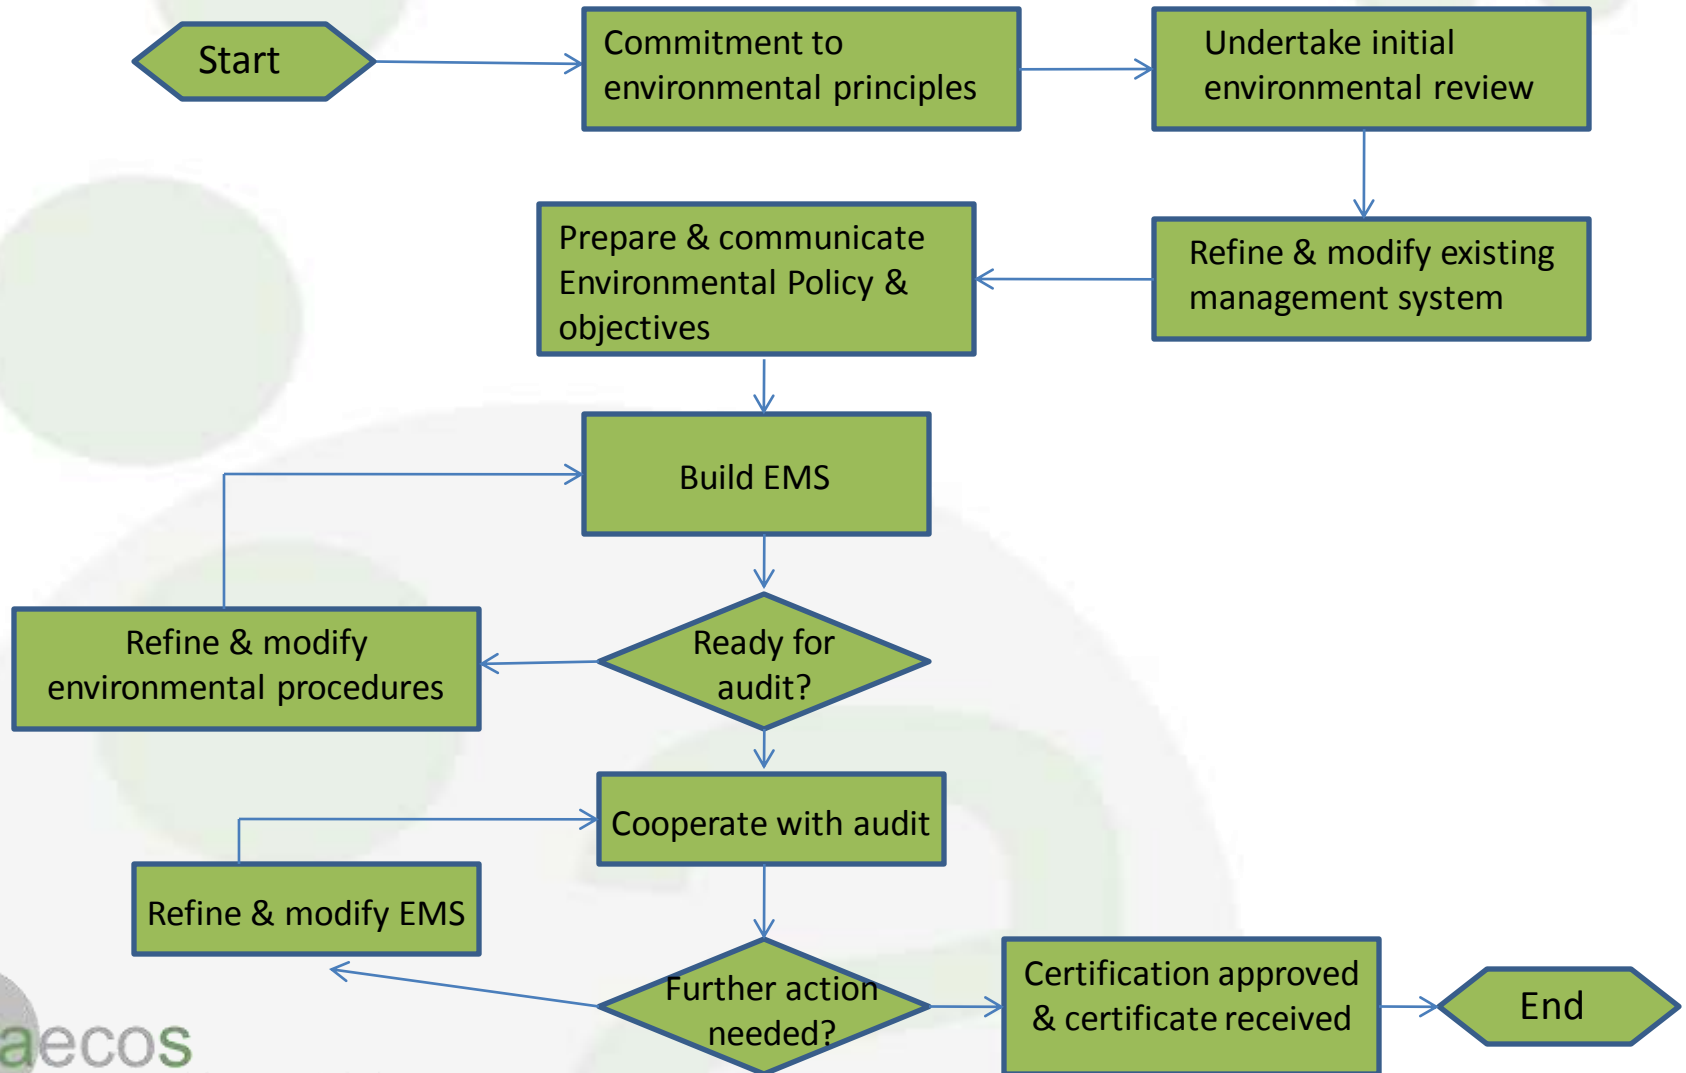 Start
Commitment to
environmental principles
Undertake initial
environmental review
Refine & modify existing
management system
Prepare & communicate
Environmental Policy &
objectives
Build EMS
Ready for
audit?
Refine & modify
environmental procedures
Cooperate with audit
Refine & modify EMS
Further action
needed?
Certification approved
& certificate received
End
aecos